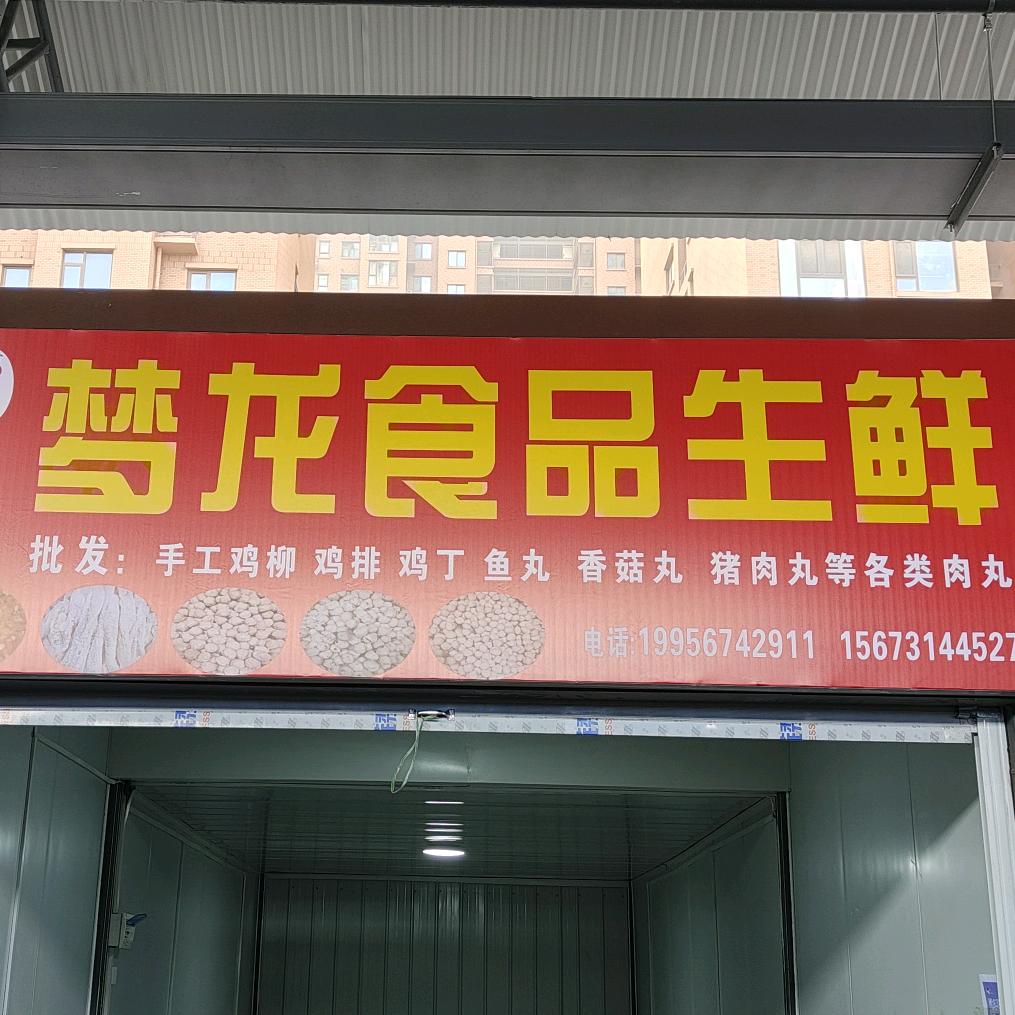 梦龙食品生鲜
批发：手工鸡柳 鸡排 鸡丁 鱼丸 香菇丸 猪肉丸等各类肉丸
电话:19956742911 15673144527